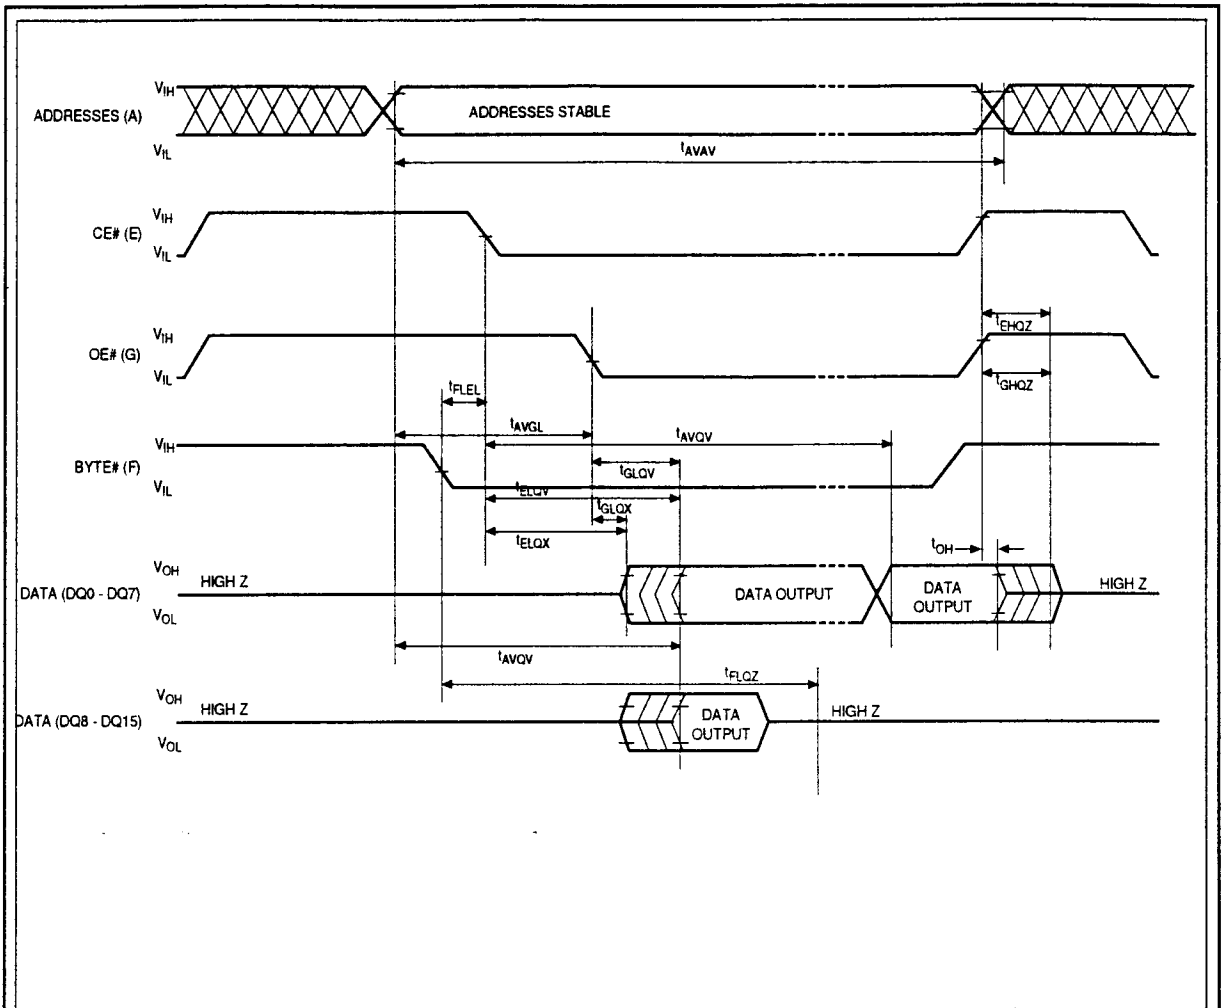 VIH
ADDRESSES (A)
ADDRESSES STABLE
VIL
tAVAV
VIH
CE# (E)
VIL
VIH
tEHQZ
OE# (G)
VIL
tGHQZ
tFLEL
tAVGL
tAVQV
VIH
BYTE# (F)
tGLQV
VIL
tELQV
tGLQX
tELQX
tOH
VOH
HIGH Z
DATA (DQ0 - DQ7)
DATA OUTPUT
DATA
OUTPUT
HIGH Z
VOL
tAVQV
tFLQZ
VOH
HIGH Z
DATA (DQ8 - DQ15)
DATA
OUTPUT
HIGH Z
VOL